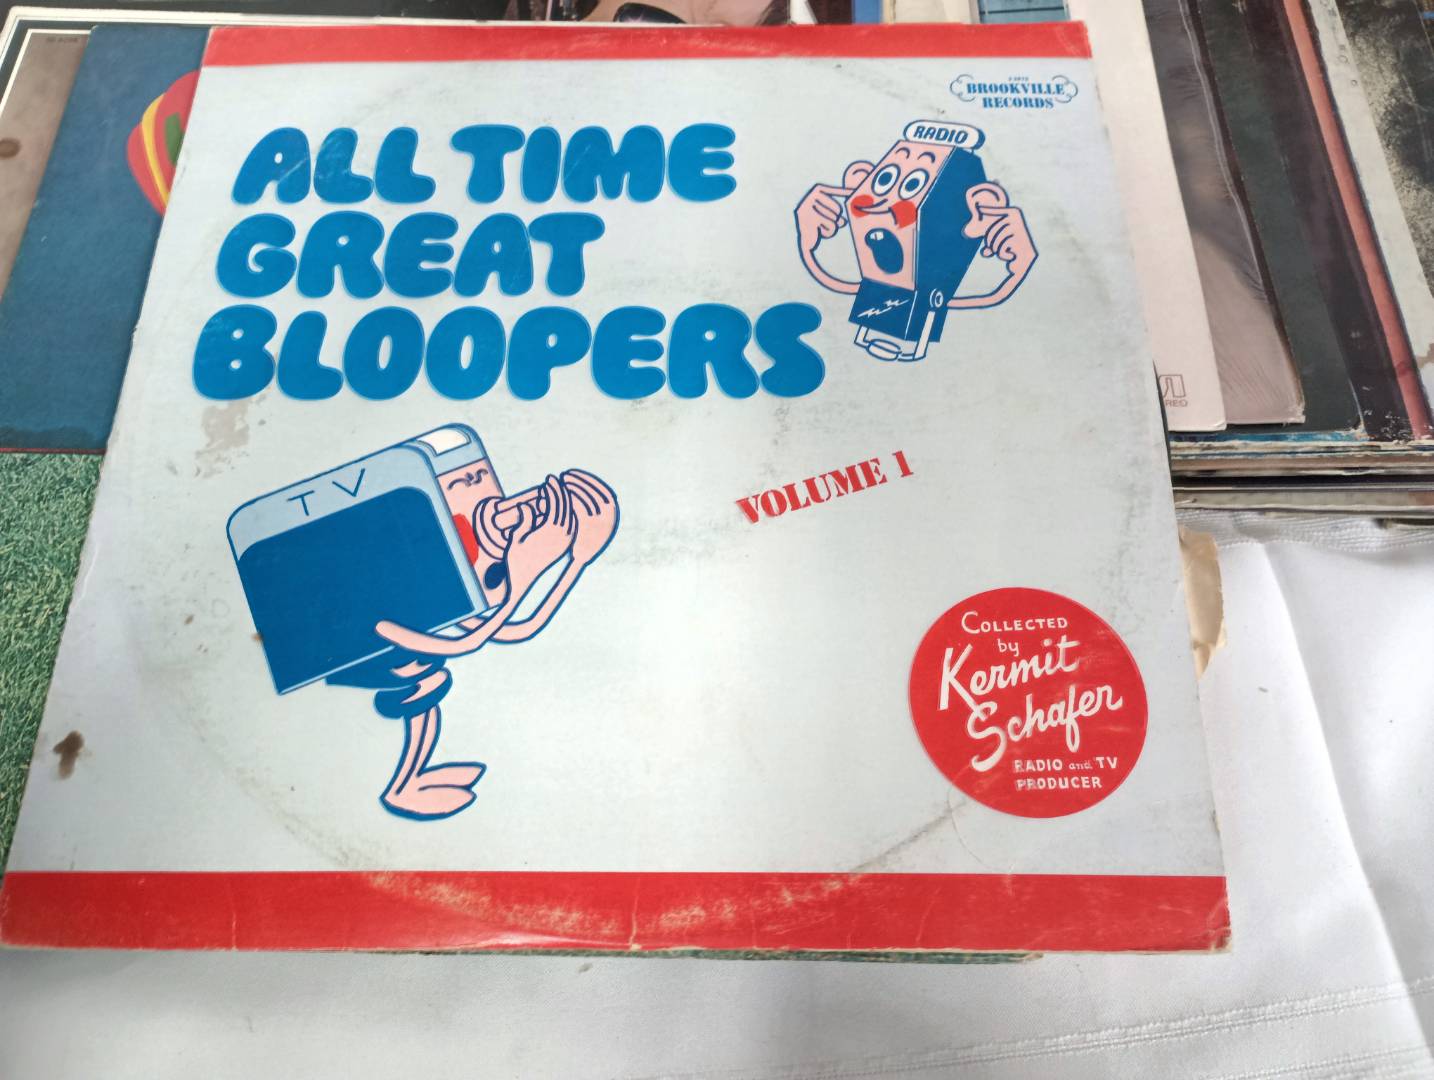 BROOKVILLE
RECORDS
RADIO
ALL TIME
GREAT
BLOOPERS
TV
VOLUME 1
COLLECTED
by
Kermit
Schafer
RADIO and TV
PRODUCER